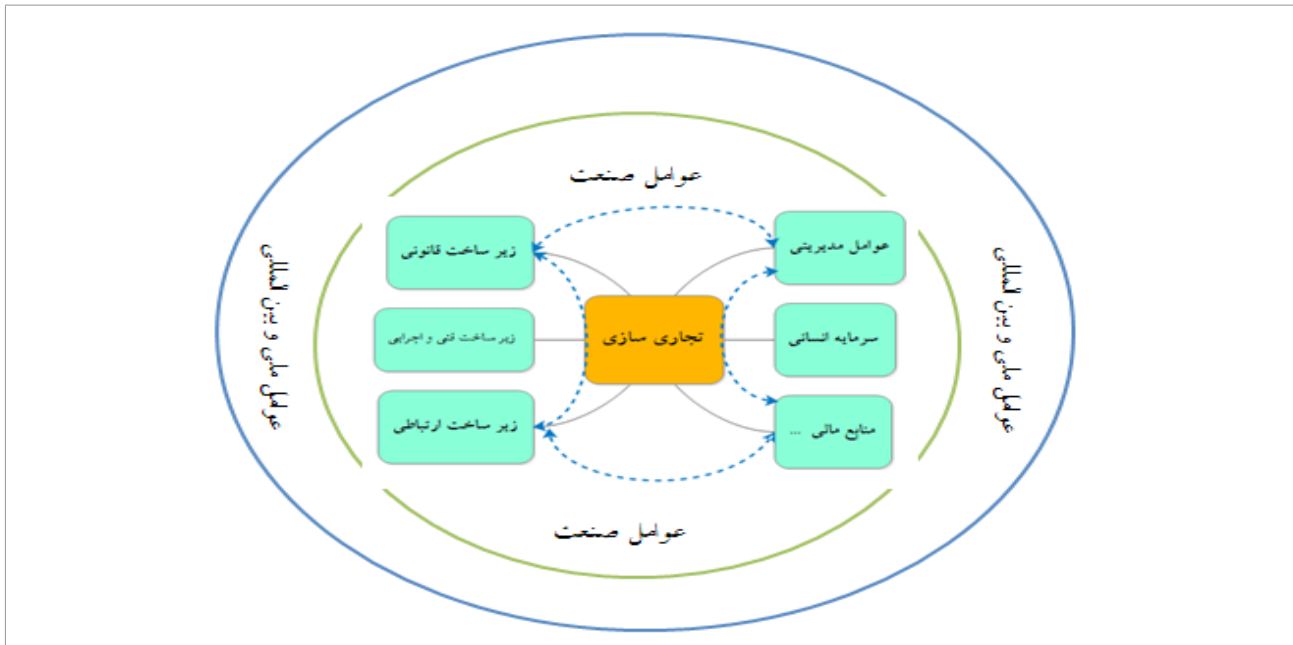 عوامل صنعت
عوامل مدیریتی
زیر ساخت قانونی
عوامل ملی و بین المللی
تجاری سازی
سرمایه انسانی
زیر ساخت فنی و اجرایی
عوامل ملی و بین المللی
منابع مالی ...
زیر ساخت ارتباطی
عوامل صنعت